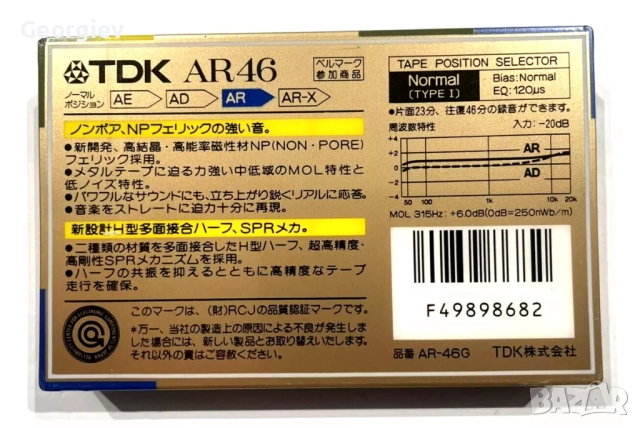 Georgiev
TDK AR46
ベルマーク
参加商品
ノーマル
ポジション AE AD AR AR-X
ノンポア、NPフェリックの強い音。
●新開発、高結晶・高能率磁性材NP(NON・PORE)
フェリック採用。
●メタルテープに迫る力強い中低域のMOL特性と
低ノイズ特性。
●パワフルなサウンドにも、立ち上がり鋭くリアルに応答。
●音楽をストレートに迫力十分に再現。
新設計H型多面接合ハーフ、SPRメカ。
●二種類の材質を多面接合したH型ハーフ、超高精度・
高剛性SPRメカニズムを採用。
●ハーフの共振を抑えるとともに高精度なテープ
走行を確保。
このマークは、(財)RCJの品質認証マークです。
*万一、当社の製造上の原因による不良が発生しま
した場合には、新しい製品とお取り替えいたします。
それ以外の責はご容赦ください。
TAPE POSITION SELECTOR
Normal
(TYPE I)
Bias:Normal
EQ:120μs
●片面23分、往復46分の録音ができます。
周波数特性 入力:-20dB
+4
+2
0
-2
-4
AR
AD
50 100 1k 10k 20k
MOL 315Hz:+6.0dB(0dB=250nWb/m)
F49898682
品番 AR-46G TDK株式会社
BAZAR